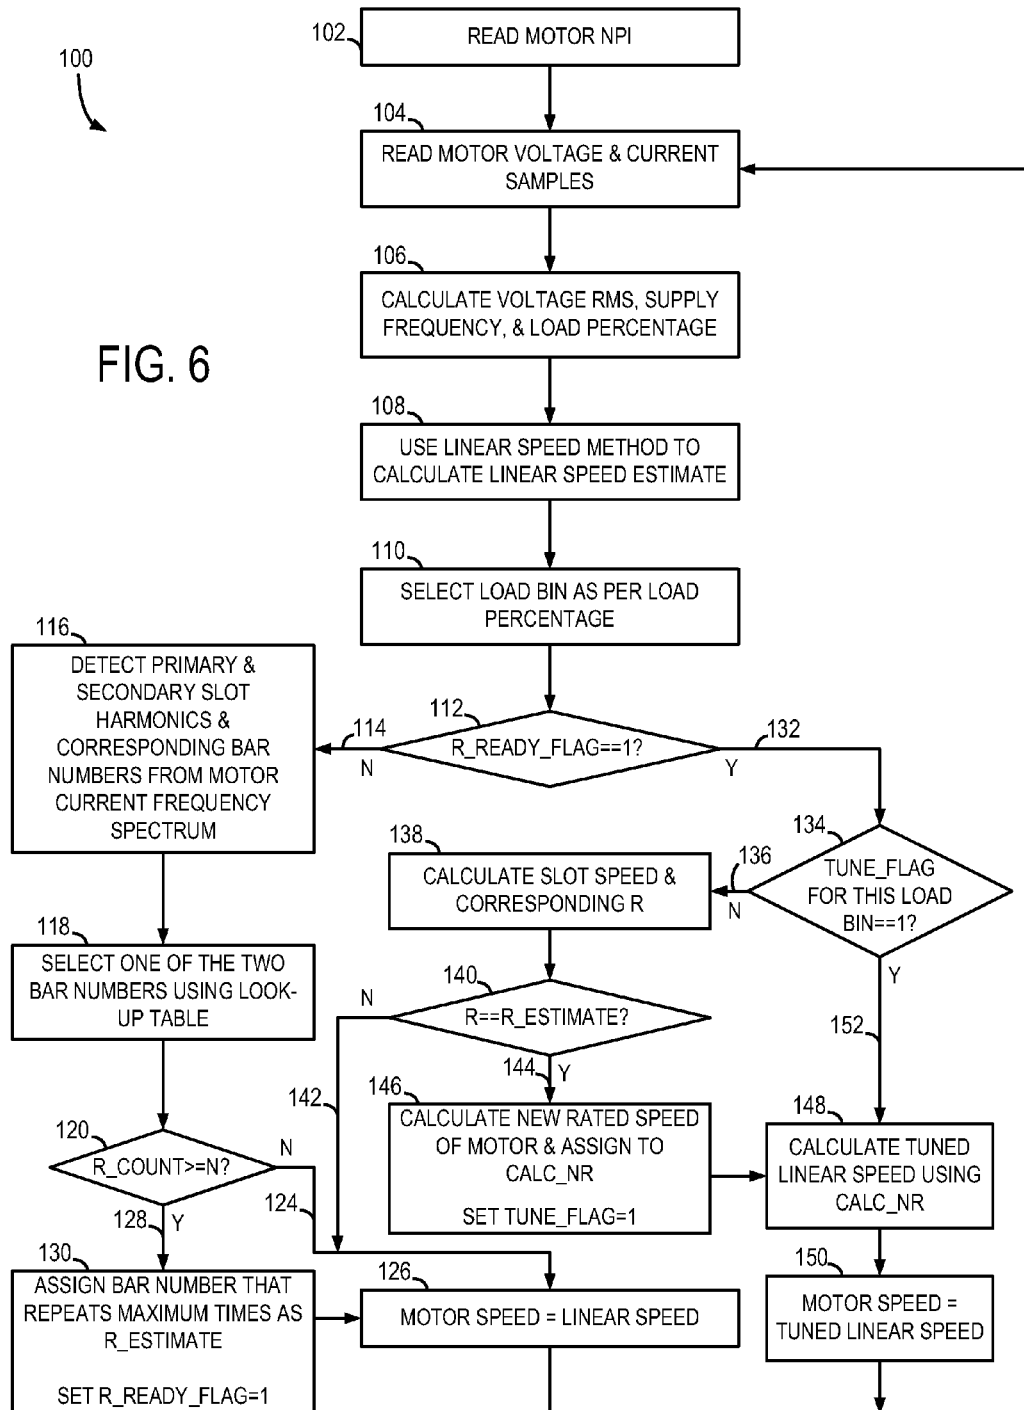 102
READ MOTOR NPI
100
104
READ MOTOR VOLTAGE & CURRENT
SAMPLES
106
CALCULATE VOLTAGE RMS, SUPPLY
FREQUENCY, & LOAD PERCENTAGE
FIG. 6
108
USE LINEAR SPEED METHOD TO
CALCULATE LINEAR SPEED ESTIMATE
110
SELECT LOAD BIN AS PER LOAD
PERCENTAGE
116
DETECT PRIMARY &
SECONDARY SLOT
HARMONICS &
CORRESPONDING BAR
NUMBERS FROM MOTOR
CURRENT FREQUENCY
SPECTRUM
112
R_READY_FLAG==1?
114
N
132
Y
134
TUNE_FLAG
FOR THIS LOAD
BIN==1?
136
N
Y
138
CALCULATE SLOT SPEED &
CORRESPONDING R
118
SELECT ONE OF THE TWO
BAR NUMBERS USING LOOK-
UP TABLE
140
R==R_ESTIMATE?
N
142
144
Y
152
146
CALCULATE NEW RATED SPEED
OF MOTOR & ASSIGN TO
CALC_NR
SET TUNE_FLAG=1
148
CALCULATE TUNED
LINEAR SPEED USING
CALC_NR
120
R_COUNT>=N?
N
124
128
Y
130
ASSIGN BAR NUMBER THAT
REPEATS MAXIMUM TIMES AS
R_ESTIMATE
SET R_READY_FLAG=1
126
MOTOR SPEED = LINEAR SPEED
150
MOTOR SPEED =
TUNED LINEAR SPEED